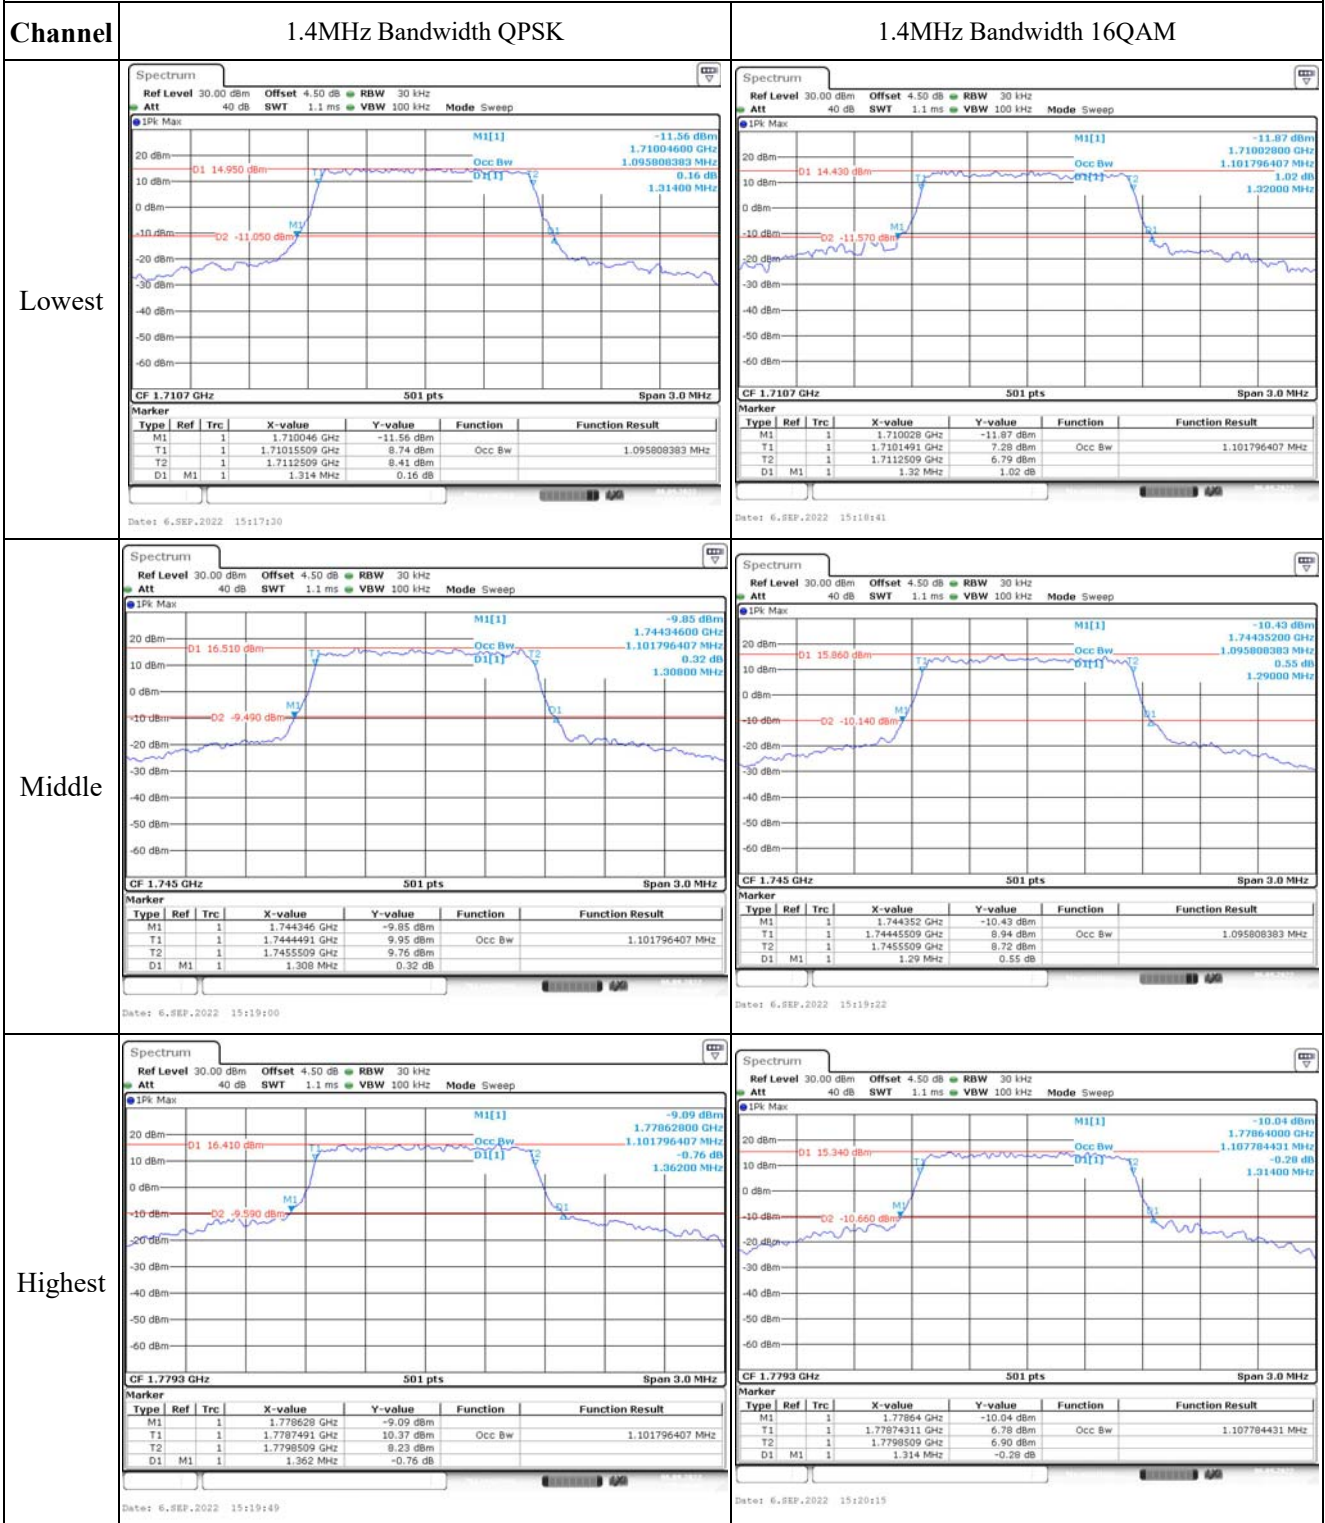 Channel 1.4MHz Bandwidth QPSK 1.4MHz Bandwidth 16QAM
Lowest
Spectrum
Ref Level 30.00 dBm Offset 4.50 dB RBW 30 kHz
Att 40 dB SWT 1.1 ms VBW 100 kHz Mode Sweep
1Pk Max
M1[1] -11.56 dBm
1.71004600 GHz
20 dBm
Occ Bw 1.095808383 MHz
D1 14.950 dBm
T1
T2
D1[1] 0.16 dB
10 dBm
1.31400 MHz
0 dBm
M1
D1
-10 dBm
D2 -11.050 dBm
-20 dBm
-30 dBm
-40 dBm
-50 dBm
-60 dBm
CF 1.7107 GHz 501 pts Span 3.0 MHz
Marker
Type Ref Trc X-value Y-value Function Function Result
M1 1 1.710046 GHz -11.56 dBm
T1 1 1.71015509 GHz 8.74 dBm Occ Bw 1.095808383 MHz
T2 1 1.7112509 GHz 8.41 dBm
D1 M1 1 1.314 MHz 0.16 dB
Date: 6.SEP.2022 15:17:30
Spectrum
Ref Level 30.00 dBm Offset 4.50 dB RBW 30 kHz
Att 40 dB SWT 1.1 ms VBW 100 kHz Mode Sweep
1Pk Max
M1[1] -11.87 dBm
1.71002800 GHz
20 dBm
Occ Bw 1.101796407 MHz
D1 14.430 dBm
T1
T2
D1[1] 1.02 dB
10 dBm
1.32000 MHz
0 dBm
M1
D1
-10 dBm
D2 -11.570 dBm
-20 dBm
-30 dBm
-40 dBm
-50 dBm
-60 dBm
CF 1.7107 GHz 501 pts Span 3.0 MHz
Marker
Type Ref Trc X-value Y-value Function Function Result
M1 1 1.710028 GHz -11.87 dBm
T1 1 1.7101491 GHz 7.28 dBm Occ Bw 1.101796407 MHz
T2 1 1.7112509 GHz 6.79 dBm
D1 M1 1 1.32 MHz 1.02 dB
Date: 6.SEP.2022 15:18:41
Middle
Spectrum
Ref Level 30.00 dBm Offset 4.50 dB RBW 30 kHz
Att 40 dB SWT 1.1 ms VBW 100 kHz Mode Sweep
1Pk Max
M1[1] -9.85 dBm
1.74434600 GHz
20 dBm
Occ Bw 1.101796407 MHz
D1 16.510 dBm
T1
T2
D1[1] 0.32 dB
10 dBm
1.30800 MHz
0 dBm
M1
D1
-10 dBm
D2 -9.490 dBm
-20 dBm
-30 dBm
-40 dBm
-50 dBm
-60 dBm
CF 1.745 GHz 501 pts Span 3.0 MHz
Marker
Type Ref Trc X-value Y-value Function Function Result
M1 1 1.744346 GHz -9.85 dBm
T1 1 1.7444491 GHz 9.95 dBm Occ Bw 1.101796407 MHz
T2 1 1.7455509 GHz 9.76 dBm
D1 M1 1 1.308 MHz 0.32 dB
Date: 6.SEP.2022 15:19:00
Spectrum
Ref Level 30.00 dBm Offset 4.50 dB RBW 30 kHz
Att 40 dB SWT 1.1 ms VBW 100 kHz Mode Sweep
1Pk Max
M1[1] -10.43 dBm
1.74435200 GHz
20 dBm
Occ Bw 1.095808383 MHz
D1 15.860 dBm
T1
T2
D1[1] 0.55 dB
10 dBm
1.29000 MHz
0 dBm
M1
D1
-10 dBm
D2 -10.140 dBm
-20 dBm
-30 dBm
-40 dBm
-50 dBm
-60 dBm
CF 1.745 GHz 501 pts Span 3.0 MHz
Marker
Type Ref Trc X-value Y-value Function Function Result
M1 1 1.744352 GHz -10.43 dBm
T1 1 1.74445509 GHz 8.94 dBm Occ Bw 1.095808383 MHz
T2 1 1.7455509 GHz 8.72 dBm
D1 M1 1 1.29 MHz 0.55 dB
Date: 6.SEP.2022 15:19:22
Highest
Spectrum
Ref Level 30.00 dBm Offset 4.50 dB RBW 30 kHz
Att 40 dB SWT 1.1 ms VBW 100 kHz Mode Sweep
1Pk Max
M1[1] -9.09 dBm
1.77862800 GHz
20 dBm
Occ Bw 1.101796407 MHz
D1 16.410 dBm
T1
T2
D1[1] -0.76 dB
10 dBm
1.36200 MHz
0 dBm
M1
D1
-10 dBm
D2 -9.590 dBm
-20 dBm
-30 dBm
-40 dBm
-50 dBm
-60 dBm
CF 1.7793 GHz 501 pts Span 3.0 MHz
Marker
Type Ref Trc X-value Y-value Function Function Result
M1 1 1.778628 GHz -9.09 dBm
T1 1 1.7787491 GHz 10.37 dBm Occ Bw 1.101796407 MHz
T2 1 1.7798509 GHz 8.23 dBm
D1 M1 1 1.362 MHz -0.76 dB
Date: 6.SEP.2022 15:19:49
Spectrum
Ref Level 30.00 dBm Offset 4.50 dB RBW 30 kHz
Att 40 dB SWT 1.1 ms VBW 100 kHz Mode Sweep
1Pk Max
M1[1] -10.04 dBm
1.77864000 GHz
20 dBm
Occ Bw 1.107784431 MHz
D1 15.340 dBm
T1
T2
D1[1] -0.28 dB
10 dBm
1.31400 MHz
0 dBm
M1
D1
-10 dBm
D2 -10.660 dBm
-20 dBm
-30 dBm
-40 dBm
-50 dBm
-60 dBm
CF 1.7793 GHz 501 pts Span 3.0 MHz
Marker
Type Ref Trc X-value Y-value Function Function Result
M1 1 1.77864 GHz -10.04 dBm
T1 1 1.77874311 GHz 6.78 dBm Occ Bw 1.107784431 MHz
T2 1 1.7798509 GHz 6.90 dBm
D1 M1 1 1.314 MHz -0.28 dB
Date: 6.SEP.2022 15:20:15